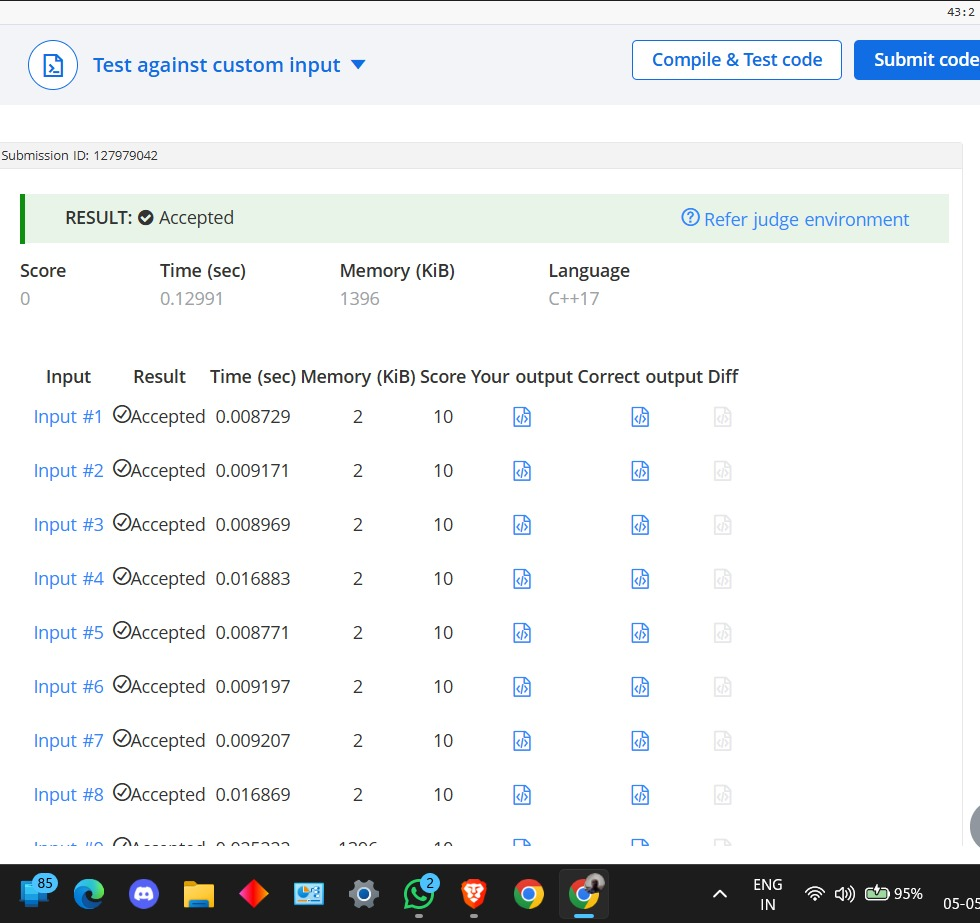 43:2
Test against custom input
Compile & Test code
Submit code
Submission ID: 127979042
RESULT: Accepted
Refer judge environment
Score Time (sec) Memory (KiB) Language
0 0.12991 1396 C++17
Input Result Time (sec) Memory (KiB) Score Your output Correct output Diff
Input #1 Accepted 0.008729 2 10
Input #2 Accepted 0.009171 2 10
Input #3 Accepted 0.008969 2 10
Input #4 Accepted 0.016883 2 10
Input #5 Accepted 0.008771 2 10
Input #6 Accepted 0.009197 2 10
Input #7 Accepted 0.009207 2 10
Input #8 Accepted 0.016869 2 10
85
2
ENG
IN
95%
05-05